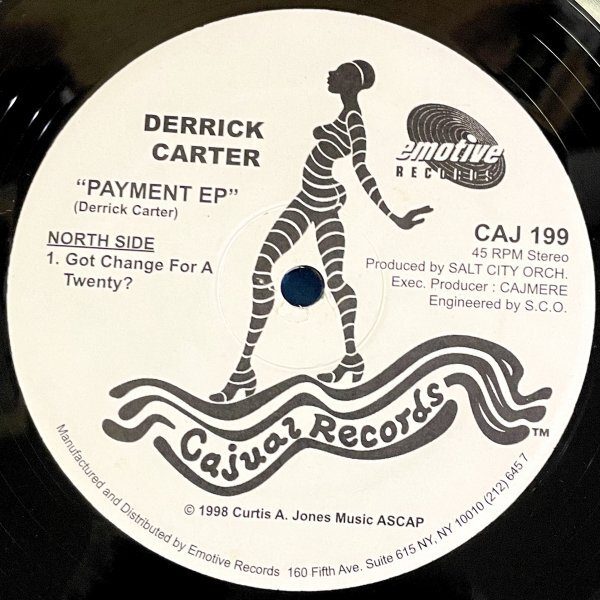 DERRICK
CARTER
"PAYMENT EP"
(Derrick Carter)
NORTH SIDE
1. Got Change For A
Twenty?
emotive
RECORDS
CAJ 199
45 RPM Stereo
Produced by SALT CITY ORCH.
Exec. Producer : CAJMERE
Engineered by S.C.O.
Cajual Records
TM
© 1998 Curtis A. Jones Music ASCAP
Manufactured and Distributed by Emotive Records 160 Fifth Ave. Suite 615 NY, NY 10010 (212) 645 7